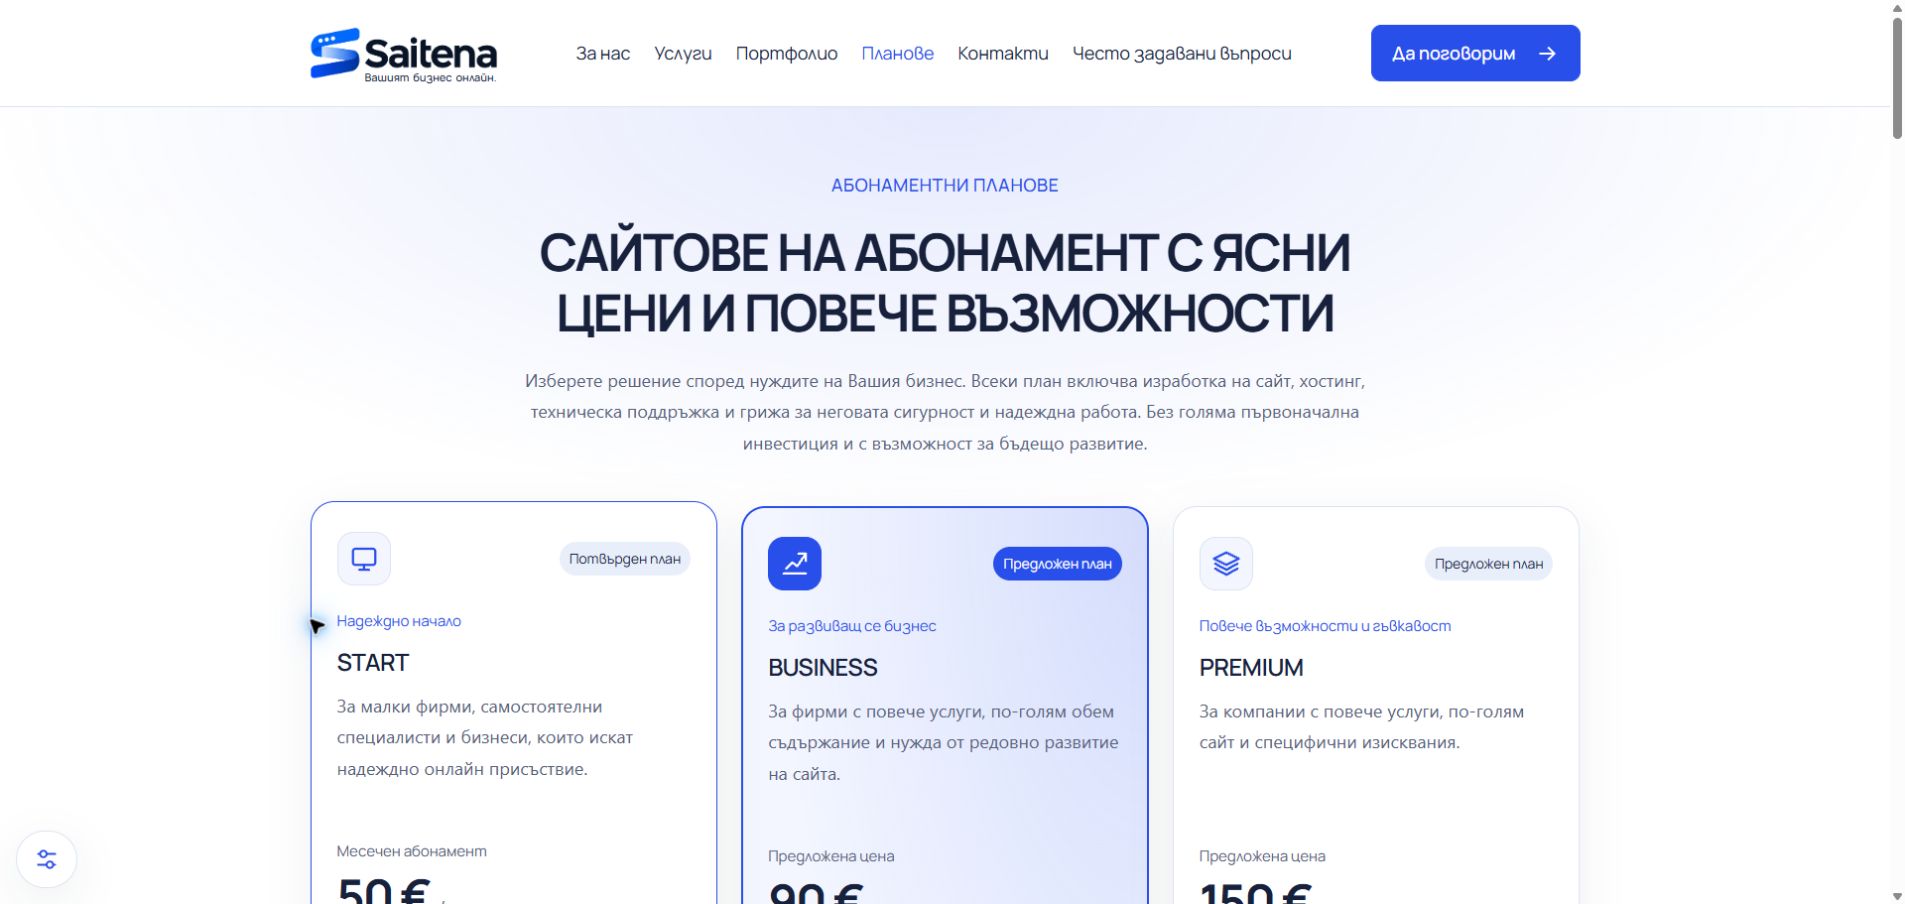 Saitena
Вашият бизнес онлайн.
За нас
Услуги
Портфолио
Планове
Контакти
Често задавани въпроси
Да поговорим
АБОНАМЕНТНИ ПЛАНОВЕ
САЙТОВЕ НА АБОНАМЕНТ С ЯСНИ
ЦЕНИ И ПОВЕЧЕ ВЪЗМОЖНОСТИ
Изберете решение според нуждите на Вашия бизнес. Всеки план включва изработка на сайт, хостинг,
техническа поддръжка и грижа за неговата сигурност и надеждна работа. Без голяма първоначална
инвестиция и с възможност за бъдещо развитие.
Потвърден план
Надеждно начало
START
За малки фирми, самостоятелни
специалисти и бизнеси, които искат
надеждно онлайн присъствие.
Месечен абонамент
50 €
Предложен план
За развиващ се бизнес
BUSINESS
За фирми с повече услуги, по-голям обем
съдържание и нужда от редовно развитие
на сайта.
Предложена цена
90 €
Предложен план
Повече възможности и гъвкавост
PREMIUM
За компании с повече услуги, по-голям
сайт и специфични изисквания.
Предложена цена
150 €